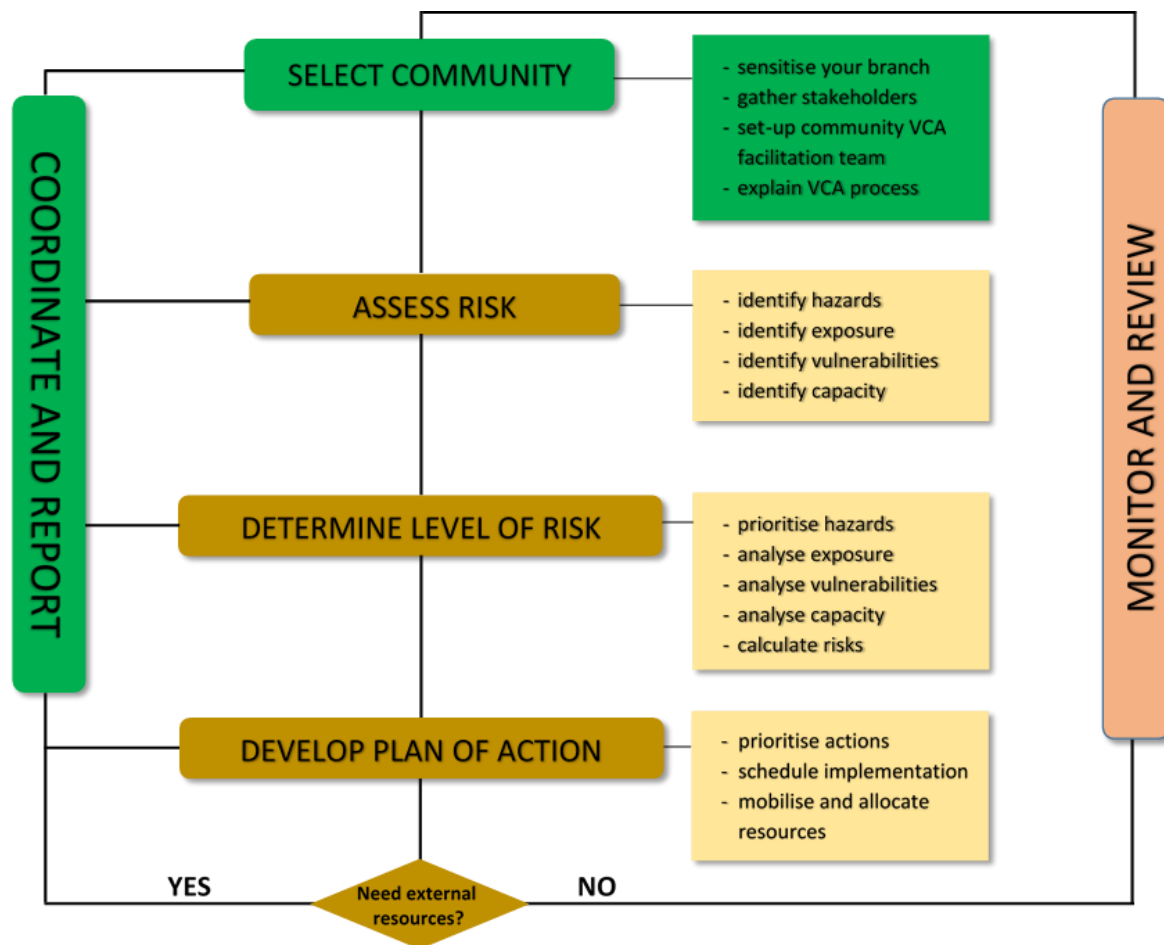 SELECT COMMUNITY
- sensitise your branch
- gather stakeholders
- set-up community VCA
facilitation team
- explain VCA process
COORDINATE AND REPORT
MONITOR AND REVIEW
ASSESS RISK
- identify hazards
- identify exposure
- identify vulnerabilities
- identify capacity
DETERMINE LEVEL OF RISK
- prioritise hazards
- analyse exposure
- analyse vulnerabilities
- analyse capacity
- calculate risks
DEVELOP PLAN OF ACTION
- prioritise actions
- schedule implementation
- mobilise and allocate
resources
YES
Need external
resources?
NO